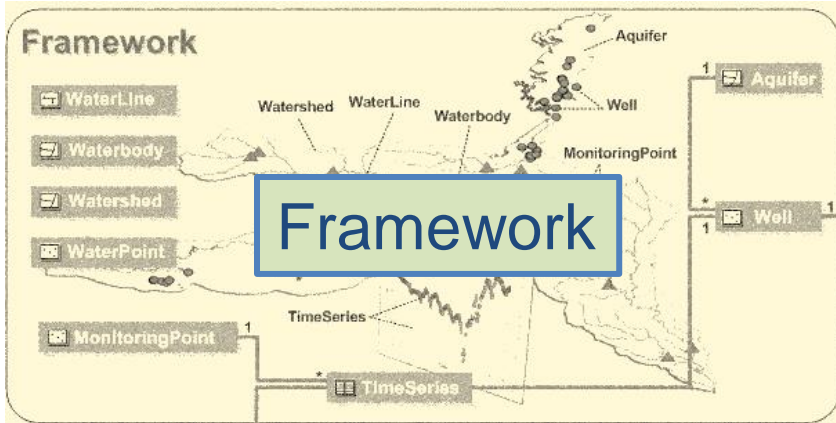 Framework
Aquifer
1
Aquifer
WaterLine
Watershed
WaterLine
Waterbody
Well
Waterbody
MonitoringPoint
Watershed
*
Well
1
1
WaterPoint
Framework
TimeSeries
MonitoringPoint
1
*
TimeSeries